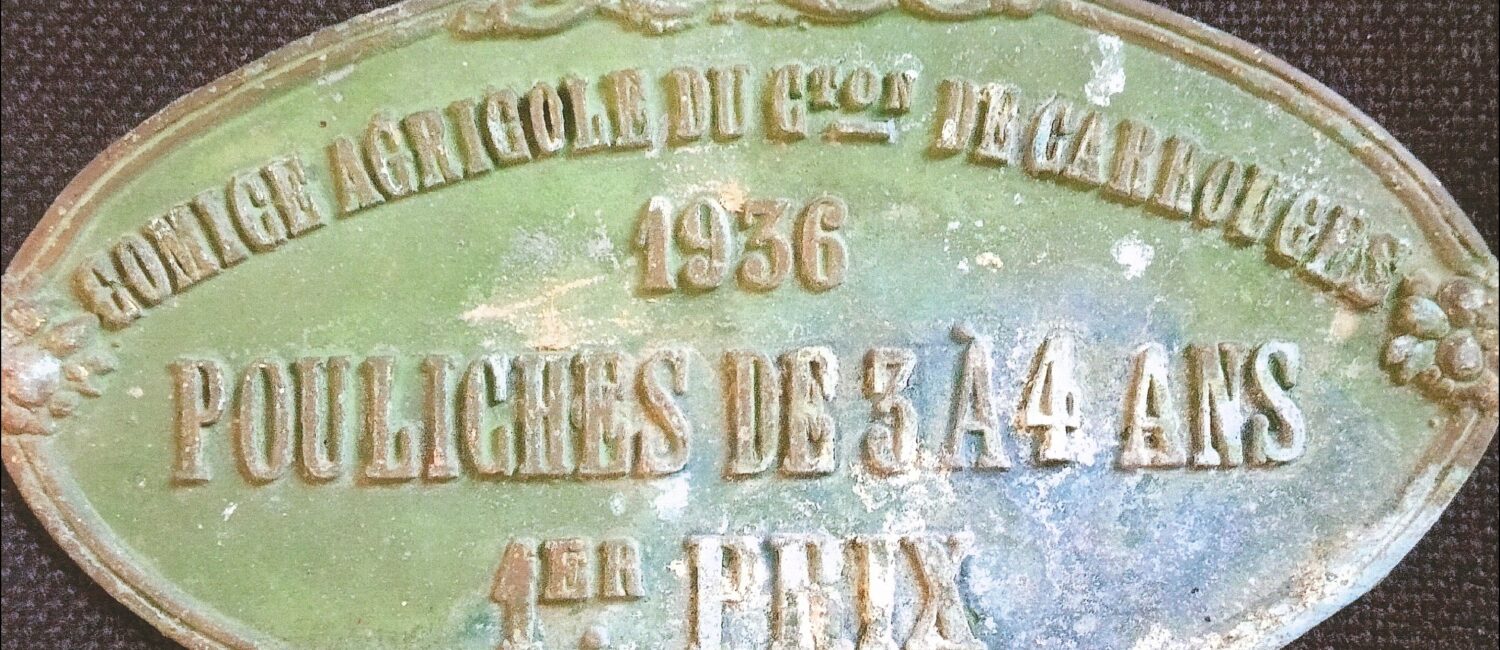 COMICE AGRICOLE DU CTON DE CARROUGES
1936
POULICHES DE 3 À 4 ANS
1ER PRIX